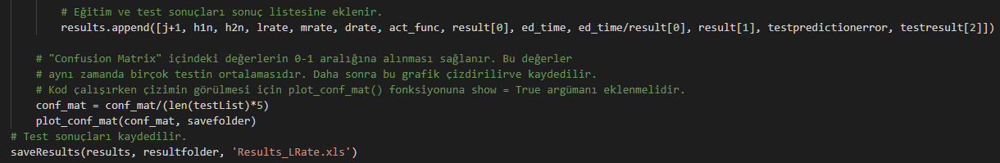 # Eğitim ve test sonuçları sonuç listesine eklenir.
results.append([j+1, h1n, h2n, lrate, mrate, drate, act_func, result[0], ed_time, ed_time/result[0], result[1], testpredictionerror, testresult[2]])
# "Confusion Matrix" içindeki değerlerin 0-1 aralığına alınması sağlanır. Bu değerler
# aynı zamanda birçok testin ortalamasıdır. Daha sonra bu grafik çizdirilirve kaydedilir.
# Kod çalışırken çizimin görülmesi için plot_conf_mat() fonksiyonuna show = True argümanı eklenmelidir.
conf_mat = conf_mat/(len(testList)*5)
plot_conf_mat(conf_mat, savefolder)
# Test sonuçları kaydedilir.
saveResults(results, resultfolder, 'Results_LRate.xls')